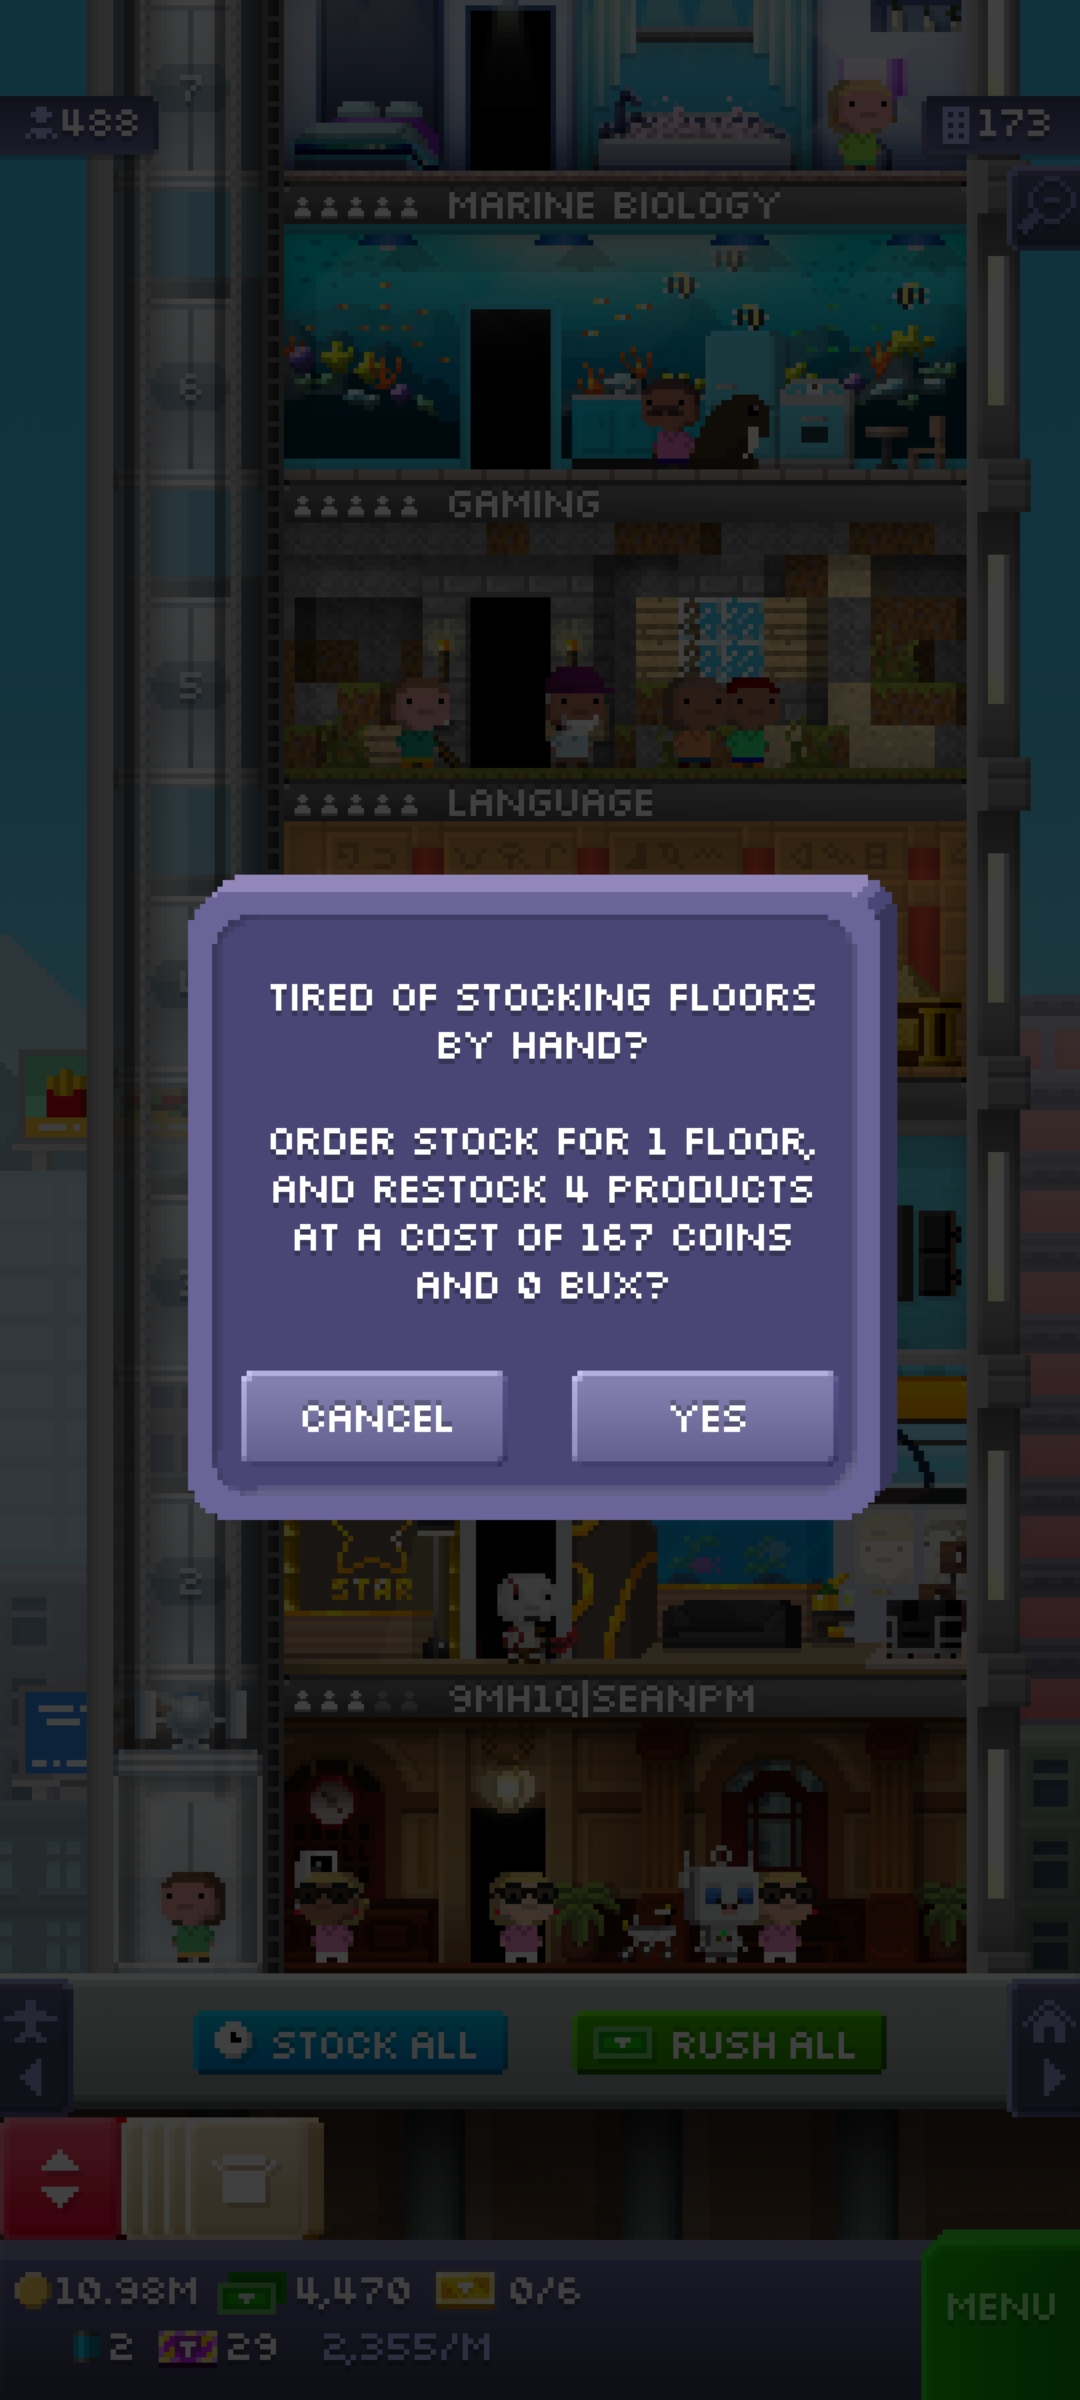 7
488
173
MARINE BIOLOGY
6
GAMING
5
LANGUAGE
TIRED OF STOCKING FLOORS
BY HAND?
ORDER STOCK FOR 1 FLOOR,
AND RESTOCK 4 PRODUCTS
AT A COST OF 167 COINS
AND 0 BUX?
CANCEL
YES
2
STAR
9MH1Q|SEANPM
STOCK ALL
RUSH ALL
10.98M
4,470
0/6
2
29
2,355/M
MENU